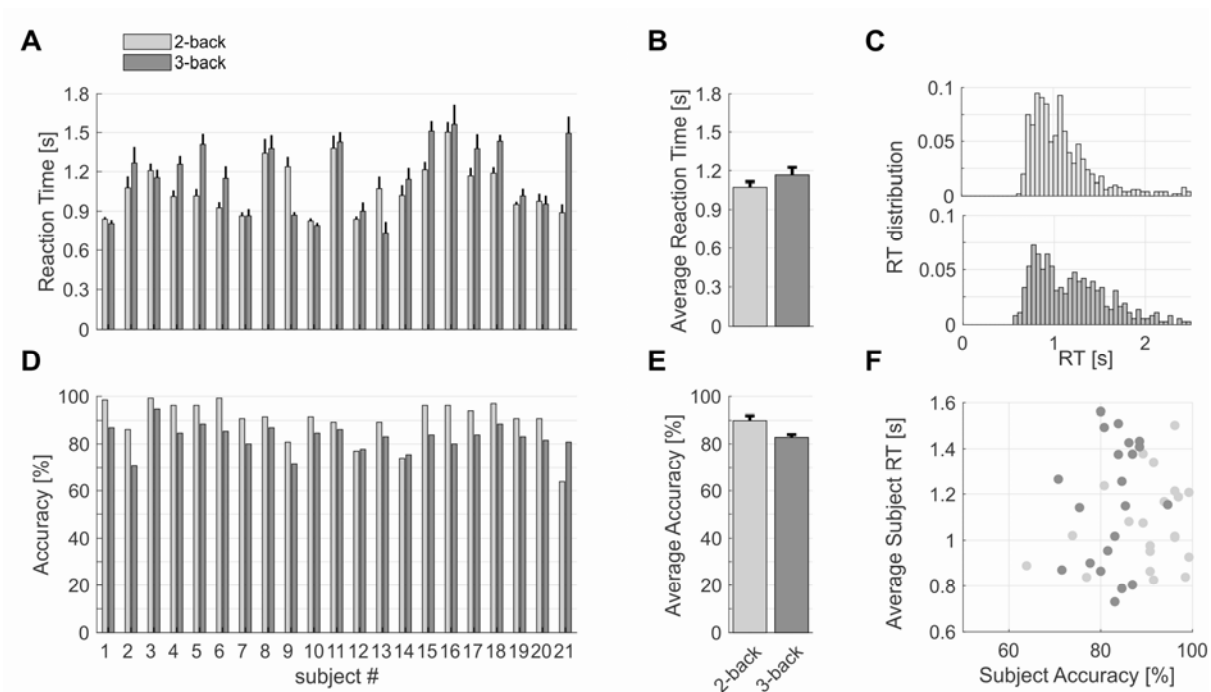 A
2-back
3-back
Reaction Time [s]
1.8
1.5
1.2
0.9
0.6
0.3
0
B
Average Reaction Time [s]
1.8
1.5
1.2
0.9
0.6
0.3
0
C
RT distribution
0.1
0.05
0
0.1
0.05
0
0 1 2
RT [s]
D
Accuracy [%]
100
80
60
40
20
0
1 2 3 4 5 6 7 8 9 10 11 12 13 14 15 16 17 18 19 20 21
subject #
E
Average Accuracy [%]
100
80
60
40
20
0
2-back 3-back
F
Average Subject RT [s]
1.6
1.4
1.2
1
0.8
0.6
60 80 100
Subject Accuracy [%]